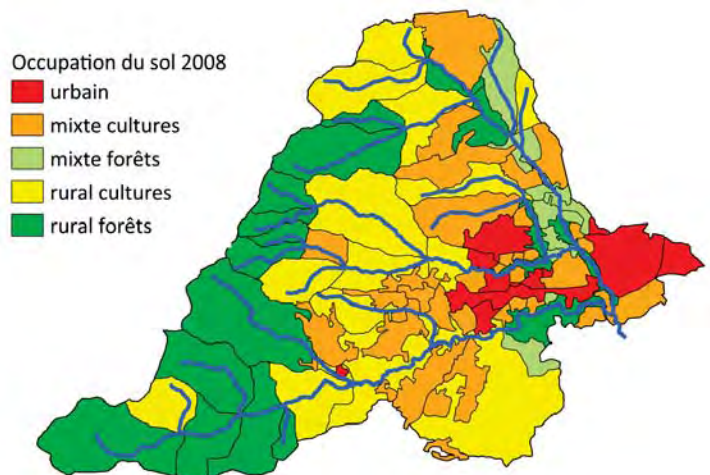 Occupation du sol 2008
urbain
mixte cultures
mixte forêts
rural cultures
rural forêts